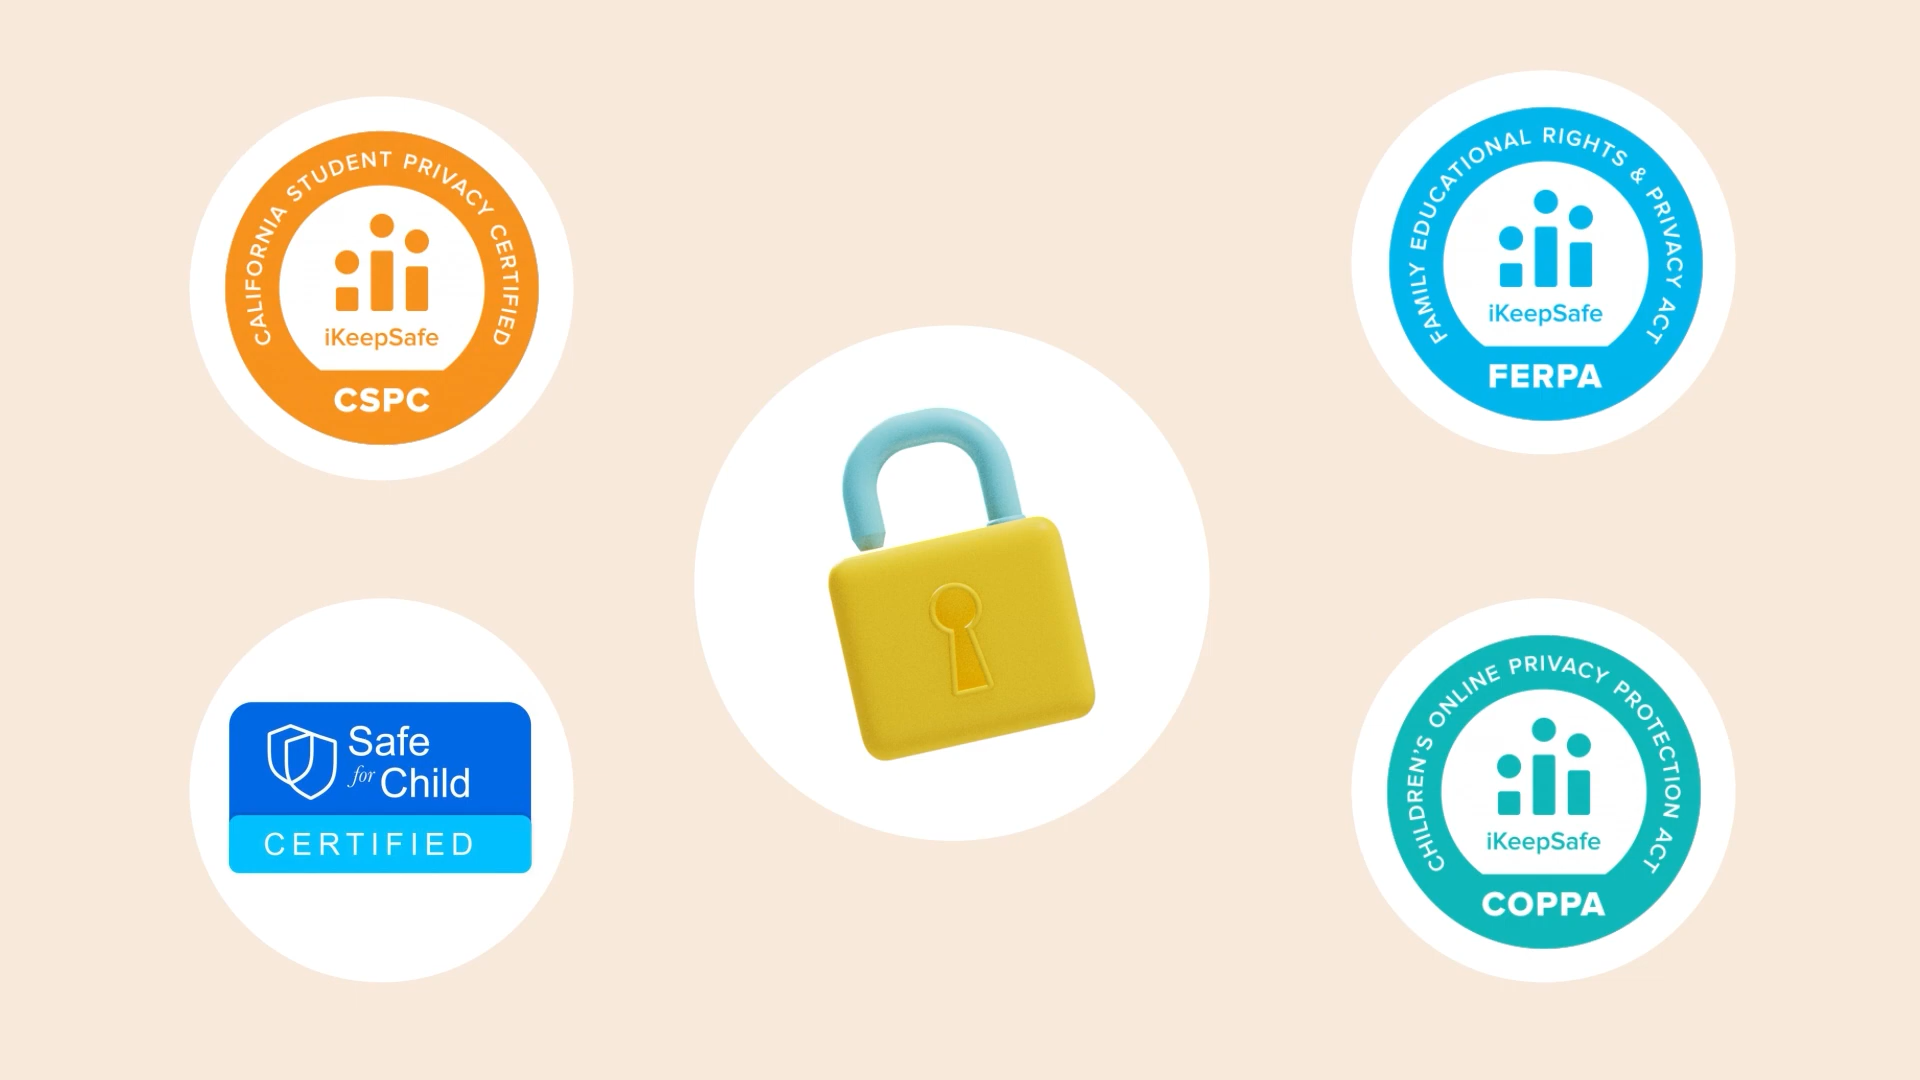 CALIFORNIA STUDENT PRIVACY CERTIFIED
iKeepSafe
CSPC
FAMILY EDUCATIONAL RIGHTS & PRIVACY ACT
iKeepSafe
FERPA
Safe
for Child
CERTIFIED
CHILDREN'S ONLINE PRIVACY PROTECTION ACT
iKeepSafe
COPPA